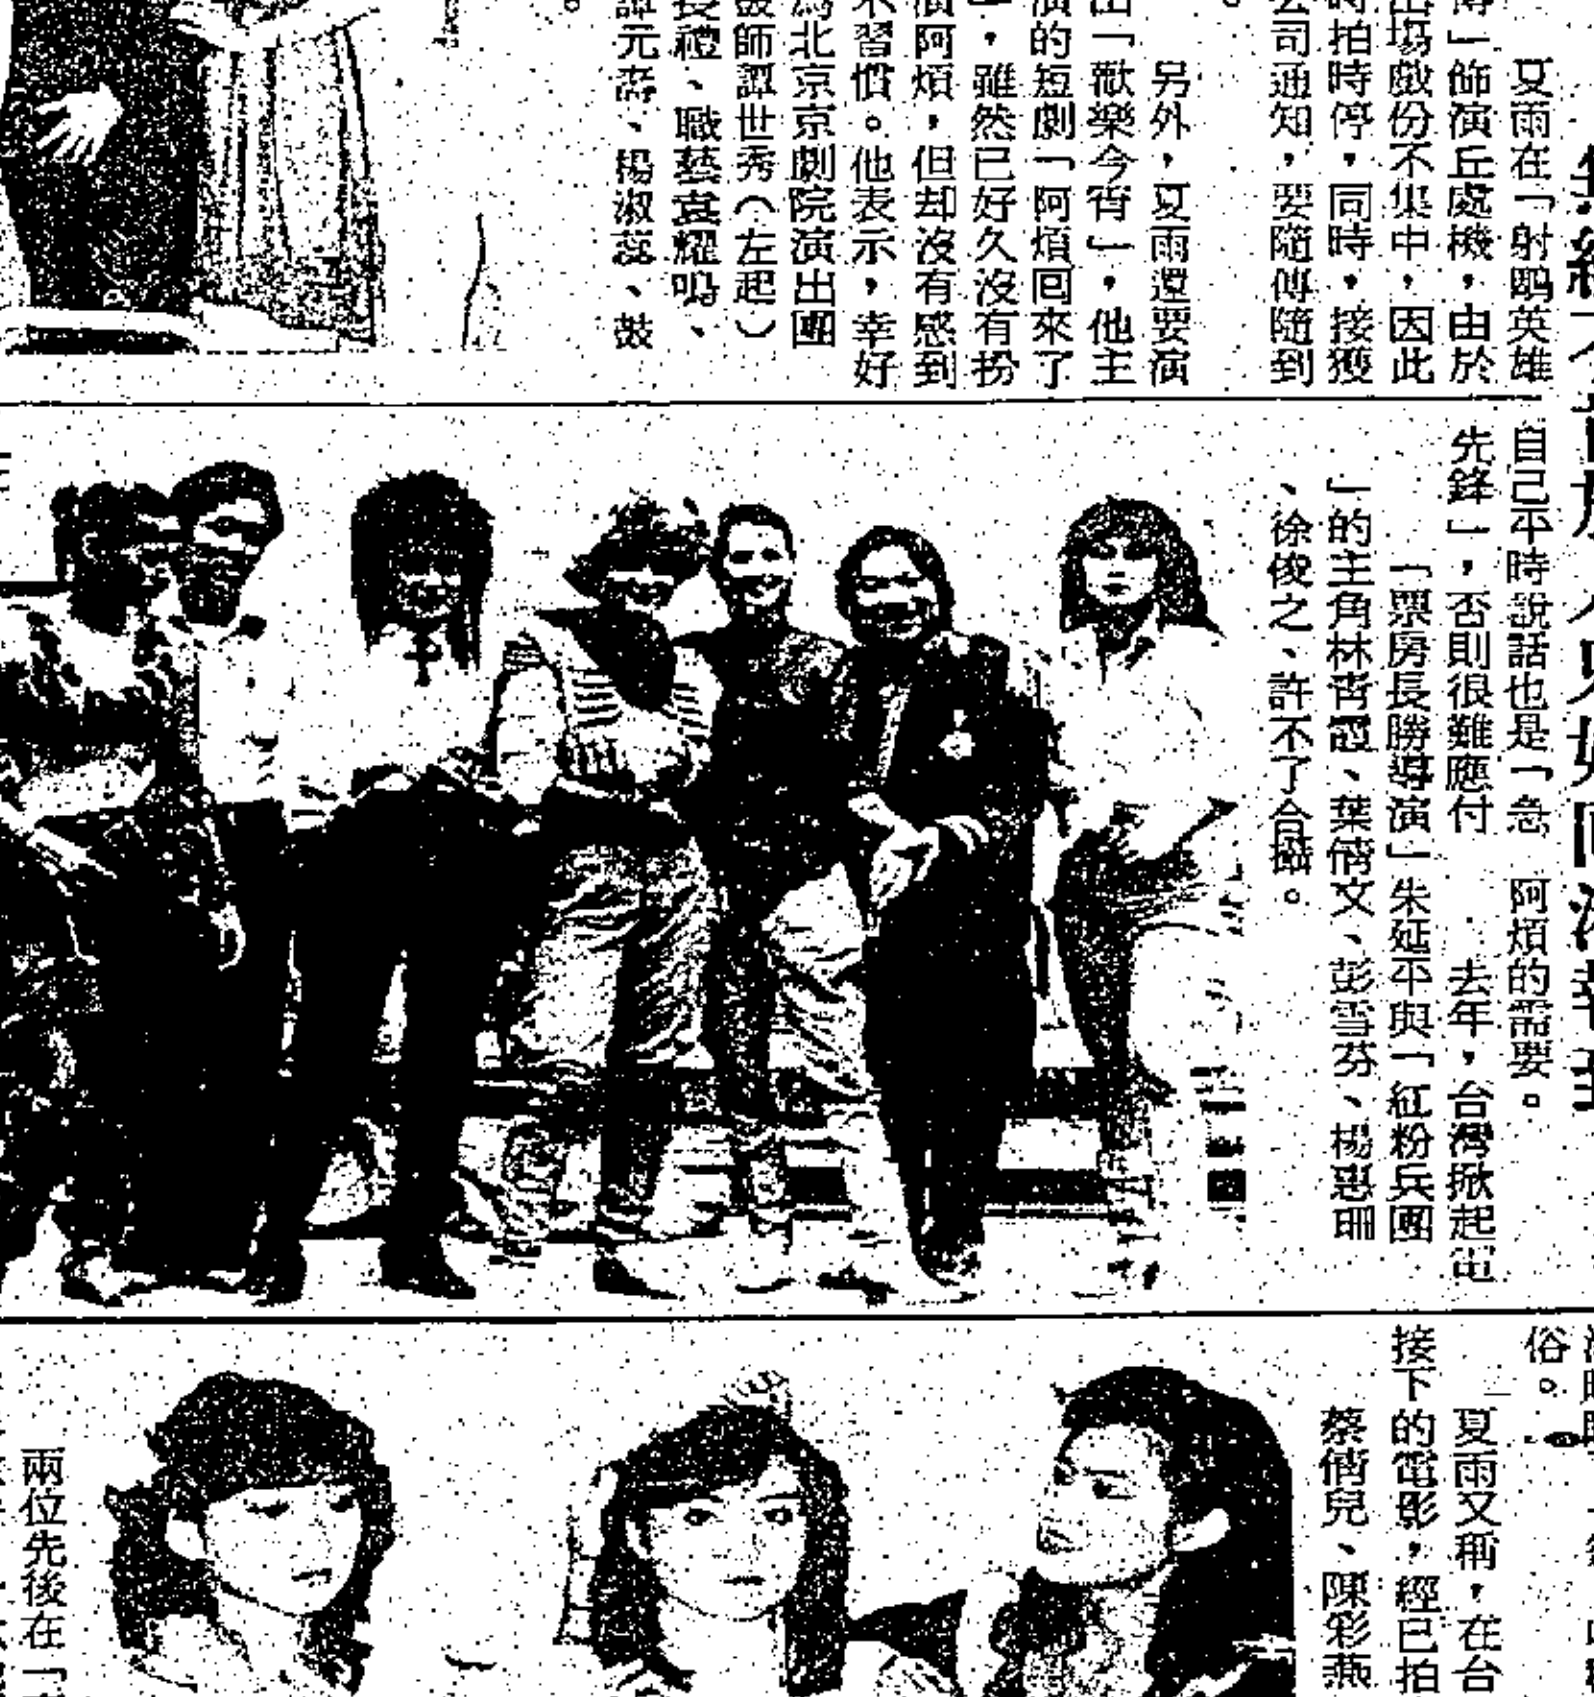 夏雨在「射鵰英雄
」飾演丘處機，由於
出場戲份不集中，因此
時拍時停，同時，接獲
公司通知，要隨傳隨到
另外，夏雨還要演
出「歡樂今宵」，他主
演的短劇「阿煩回來了
」，雖然已好久沒有扮
演阿煩，但却沒有感到
不習慣。他表示，幸好
為北京京劇院演出團
鼓師譚世秀（左起）
長禮、職藝袁耀鳴、
譚元壽、楊淑蕊、鼓
自己平時說話也是「急
先鋒」，否則很難應付
阿煩的需要。
去年，台灣掀起
「票房長勝導演」朱延平與「紅粉兵團
」的主角林青霞、葉倩文、彭雪芬、楊惠珊
、徐俊之、許不了合攝。
俗。
夏雨又稱，在台
接下的電影，經已拍
蔡倩兒、陳彩燕
兩位先後在「